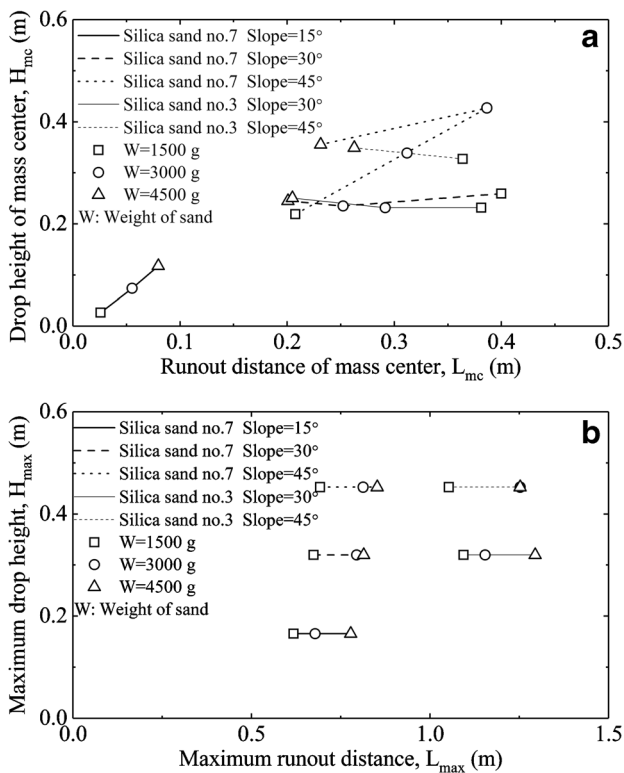 a
Silica sand no.7 Slope=15°
Silica sand no.7 Slope=30°
Silica sand no.7 Slope=45°
Silica sand no.3 Slope=30°
Silica sand no.3 Slope=45°
W=1500 g
W=3000 g
W=4500 g
W: Weight of sand
Drop height of mass center, Hmc (m)
0.6
0.4
0.2
0.0
0.0 0.1 0.2 0.3 0.4 0.5
Runout distance of mass center, Lmc (m)
b
Silica sand no.7 Slope=15°
Silica sand no.7 Slope=30°
Silica sand no.7 Slope=45°
Silica sand no.3 Slope=30°
Silica sand no.3 Slope=45°
W=1500 g
W=3000 g
W=4500 g
W: Weight of sand
Maximum drop height, Hmax (m)
0.6
0.4
0.2
0.0
0.0 0.5 1.0 1.5
Maximum runout distance, Lmax (m)